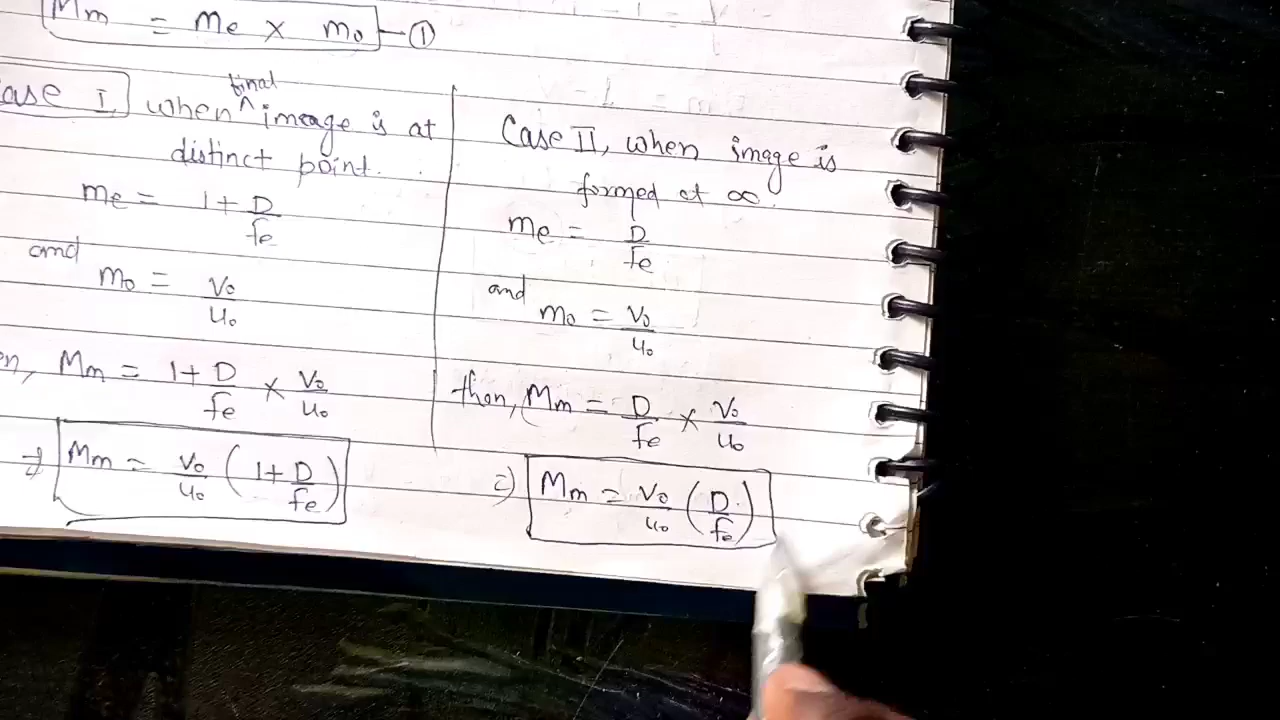 Mm = me × mo —①
Case I, when ^final image is at
distinct point.
me = 1 + D/fe
and
mo = vo/uo
Mm = 1 + D/fe × vo/uo
⇒ Mm = vo/uo (1 + D/fe)
Case II, when image is
formed at ∞.
me = D/fe
and
mo = vo/uo
then, Mm = D/fe × vo/uo
⇒ Mm = vo/uo (D/fe)